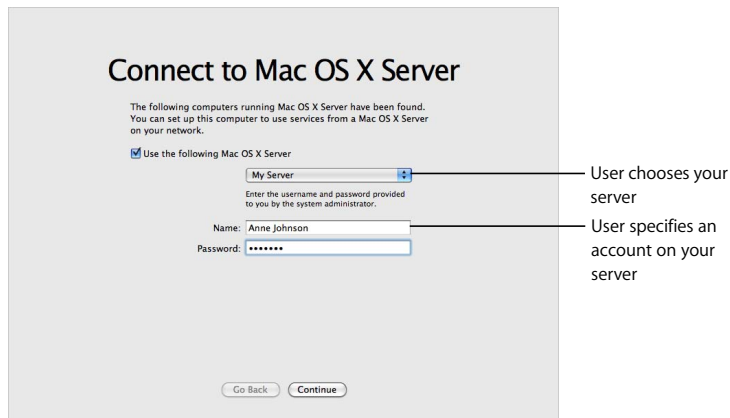 Connect to Mac OS X Server
The following computers running Mac OS X Server have been found.
You can set up this computer to use services from a Mac OS X Server
on your network.
Use the following Mac OS X Server
My Server
Enter the username and password provided
to you by the system administrator.
Name: Anne Johnson
Password: •••••••
Go Back
Continue
User chooses your
server
User specifies an
account on your
server